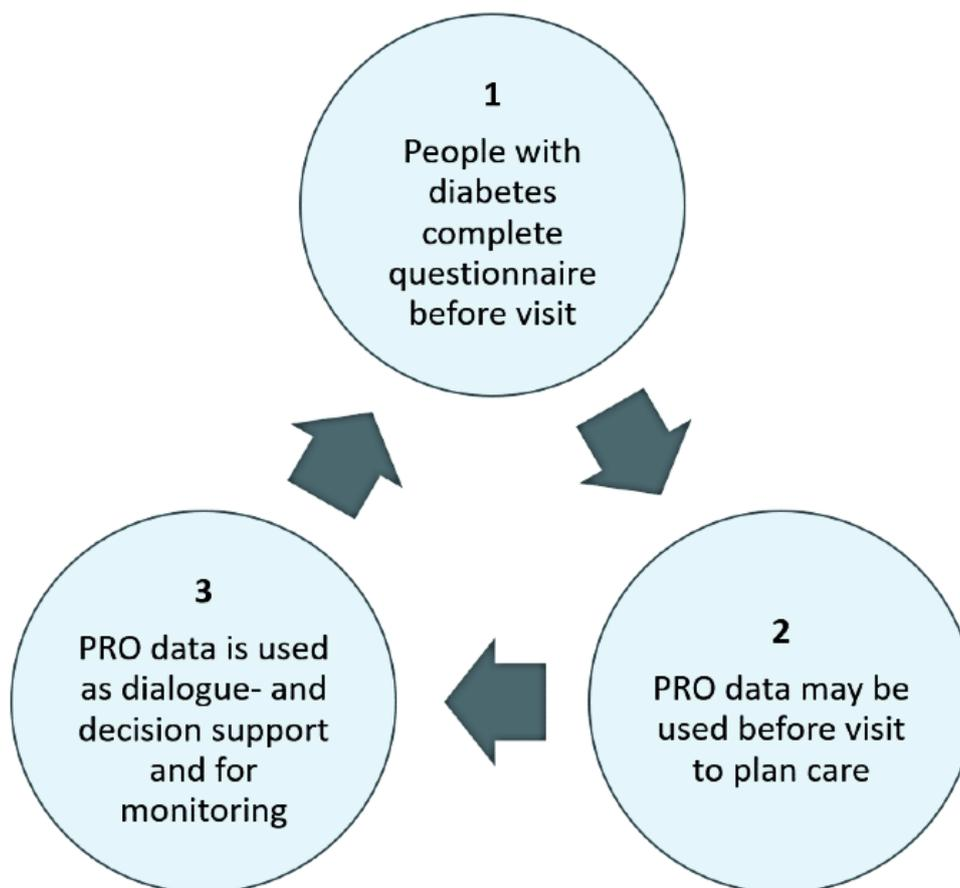 1
People with
diabetes
complete
questionnaire
before visit
2
PRO data may be
used before visit
to plan care
3
PRO data is used
as dialogue- and
decision support
and for
monitoring